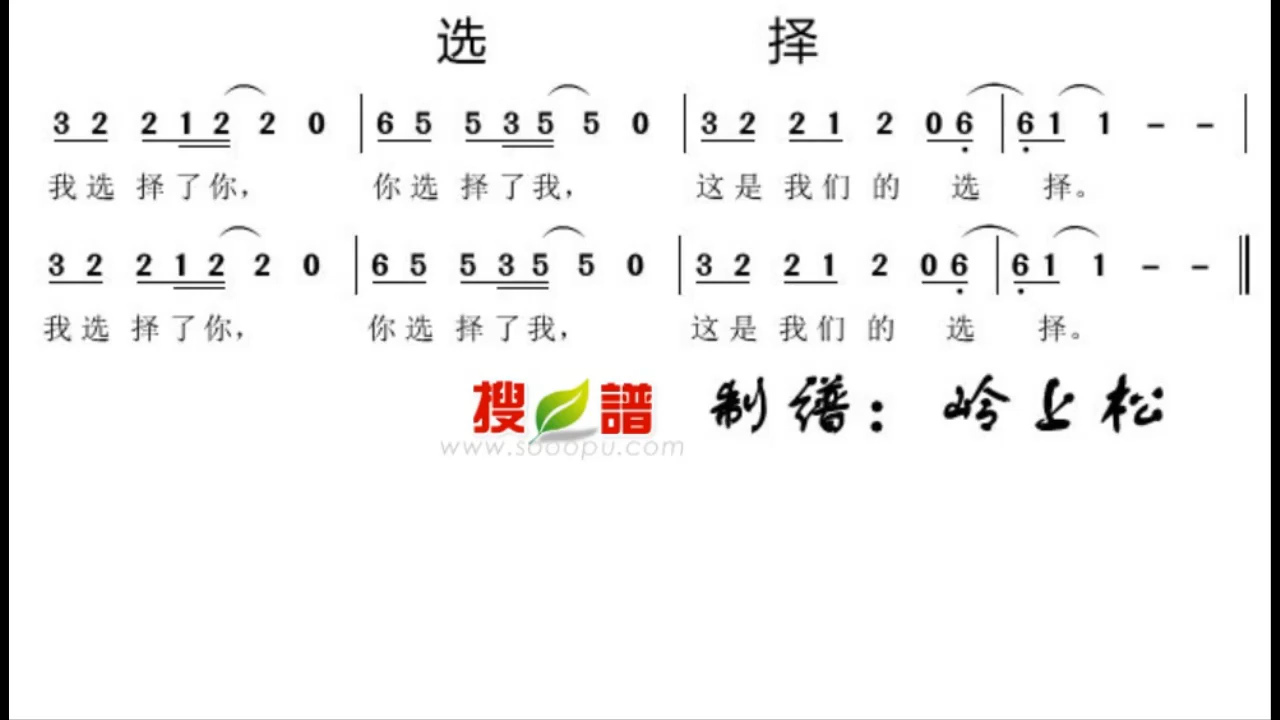 选 择
3 2 2 1 2 2 0 | 6 5 5 3 5 5 0 | 3 2 2 1 2 0 6 | 6 1 1 - - |
我选 择了你， 你选 择了我， 这是 我们 的 选 择。
3 2 2 1 2 2 0 | 6 5 5 3 5 5 0 | 3 2 2 1 2 0 6 | 6 1 1 - - ‖
我选 择了你， 你选 择了我， 这是 我们 的 选 择。
搜 譜 制谱：岭上松
www.sooopu.com